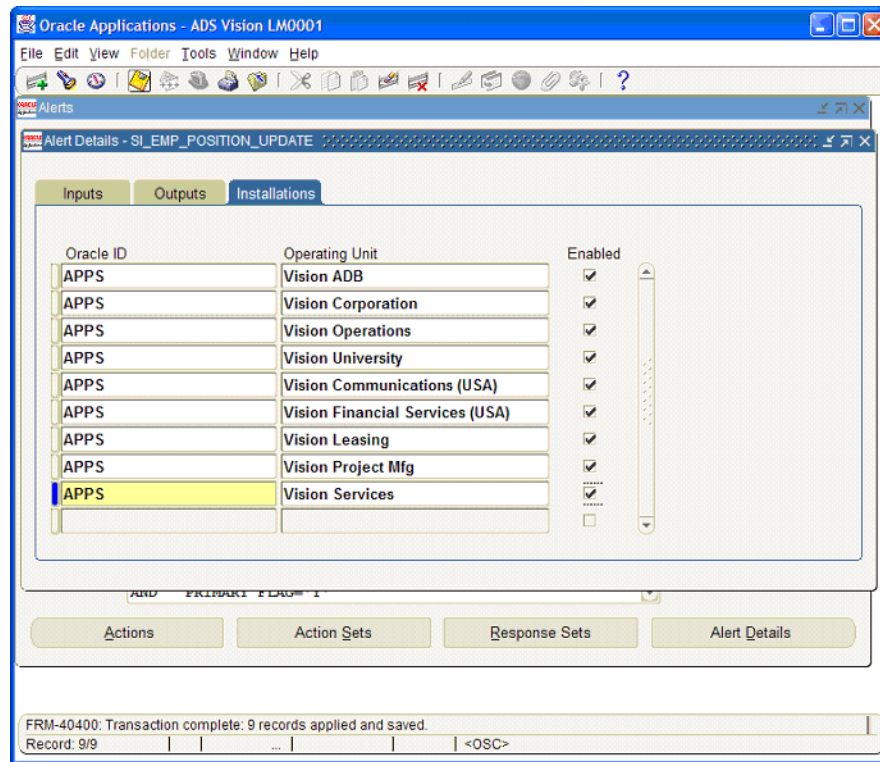 Oracle Applications - ADS Vision LM0001
File Edit View Folder Tools Window Help
Alerts
Alert Details - SI_EMP_POSITION_UPDATE
Inputs Outputs Installations
Oracle ID Operating Unit Enabled
APPS Vision ADB
APPS Vision Corporation
APPS Vision Operations
APPS Vision University
APPS Vision Communications (USA)
APPS Vision Financial Services (USA)
APPS Vision Leasing
APPS Vision Project Mfg
APPS Vision Services
AND PRIMARY_FLAG='Y'
Actions Action Sets Response Sets Alert Details
FRM-40400: Transaction complete: 9 records applied and saved.
Record: 9/9 ... <OSC>